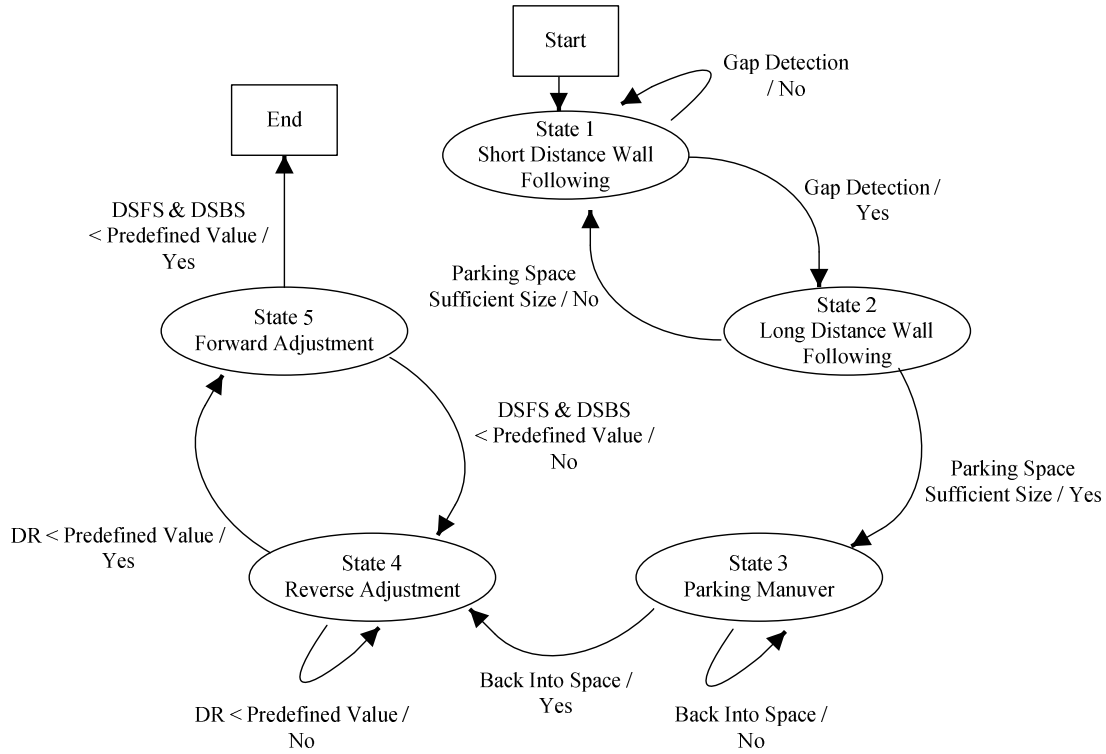 Start
Gap Detection
/ No
End
State 1
Short Distance Wall
Following
Gap Detection /
Yes
DSFS & DSBS
< Predefined Value /
Yes
Parking Space
Sufficient Size / No
State 5
Forward Adjustment
State 2
Long Distance Wall
Following
DSFS & DSBS
< Predefined Value /
No
Parking Space
Sufficient Size / Yes
DR < Predefined Value /
Yes
State 4
Reverse Adjustment
State 3
Parking Manuver
Back Into Space /
Yes
DR < Predefined Value /
No
Back Into Space /
No